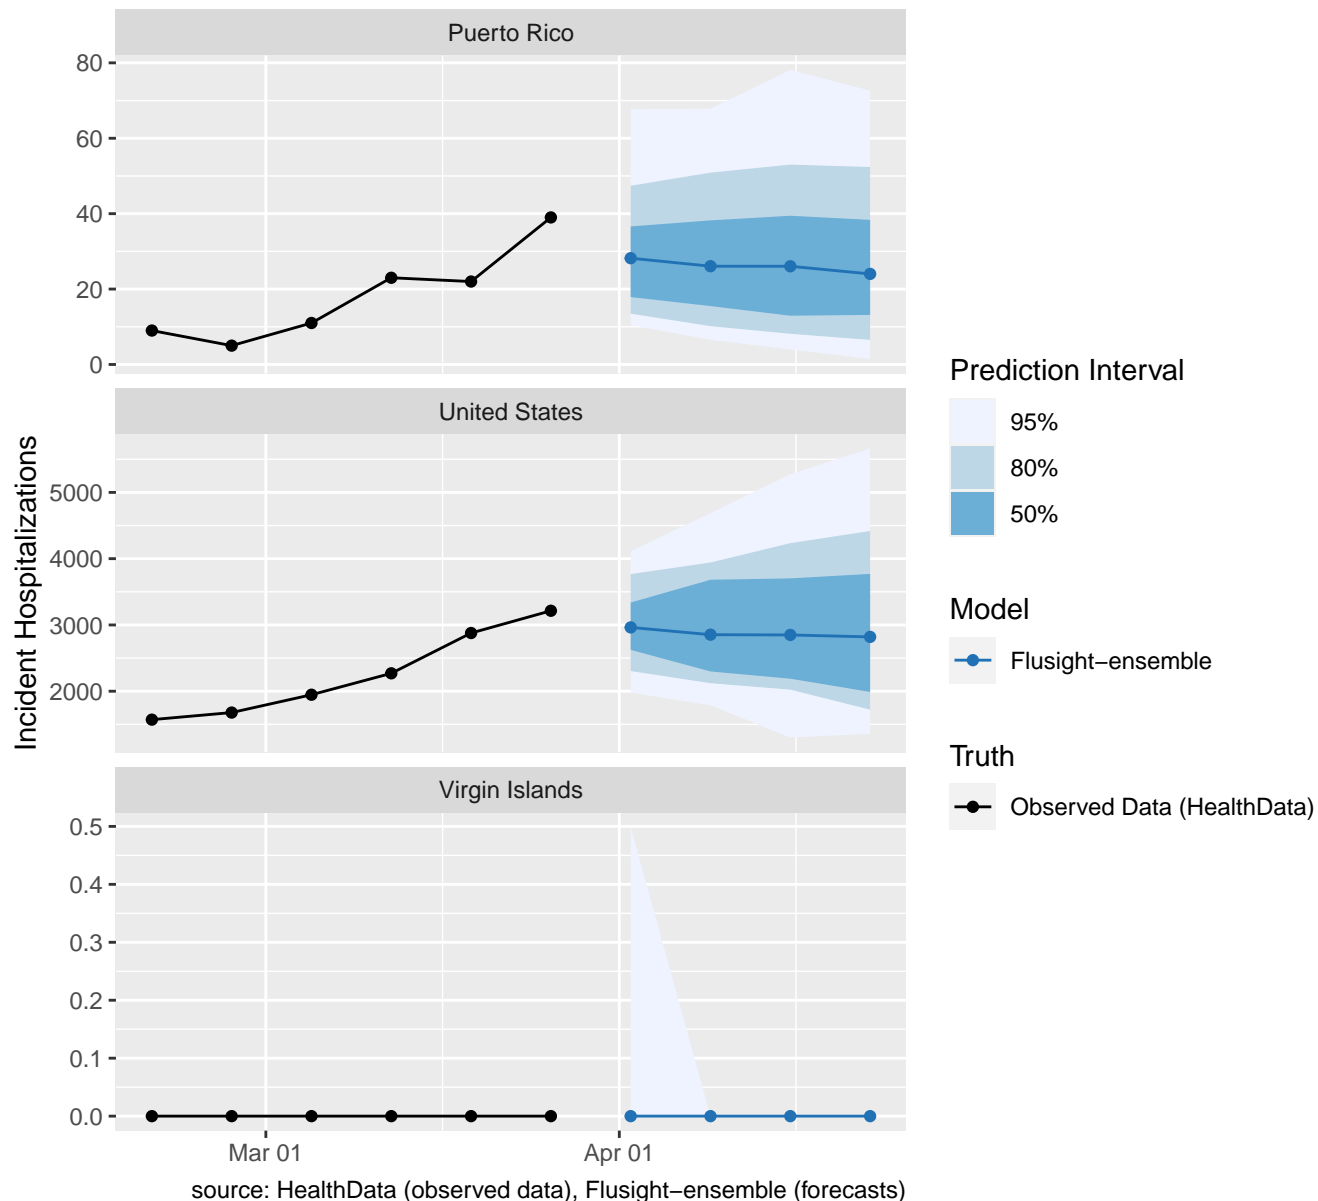 Puerto Rico
80
60
40
20
0
United States
5000
4000
3000
2000
Virgin Islands
0.5
0.4
0.3
0.2
0.1
0.0
Mar 01
Apr 01
Incident Hospitalizations
source: HealthData (observed data), Flusight−ensemble (forecasts)
Prediction Interval
95%
80%
50%
Model
Flusight−ensemble
Truth
Observed Data (HealthData)